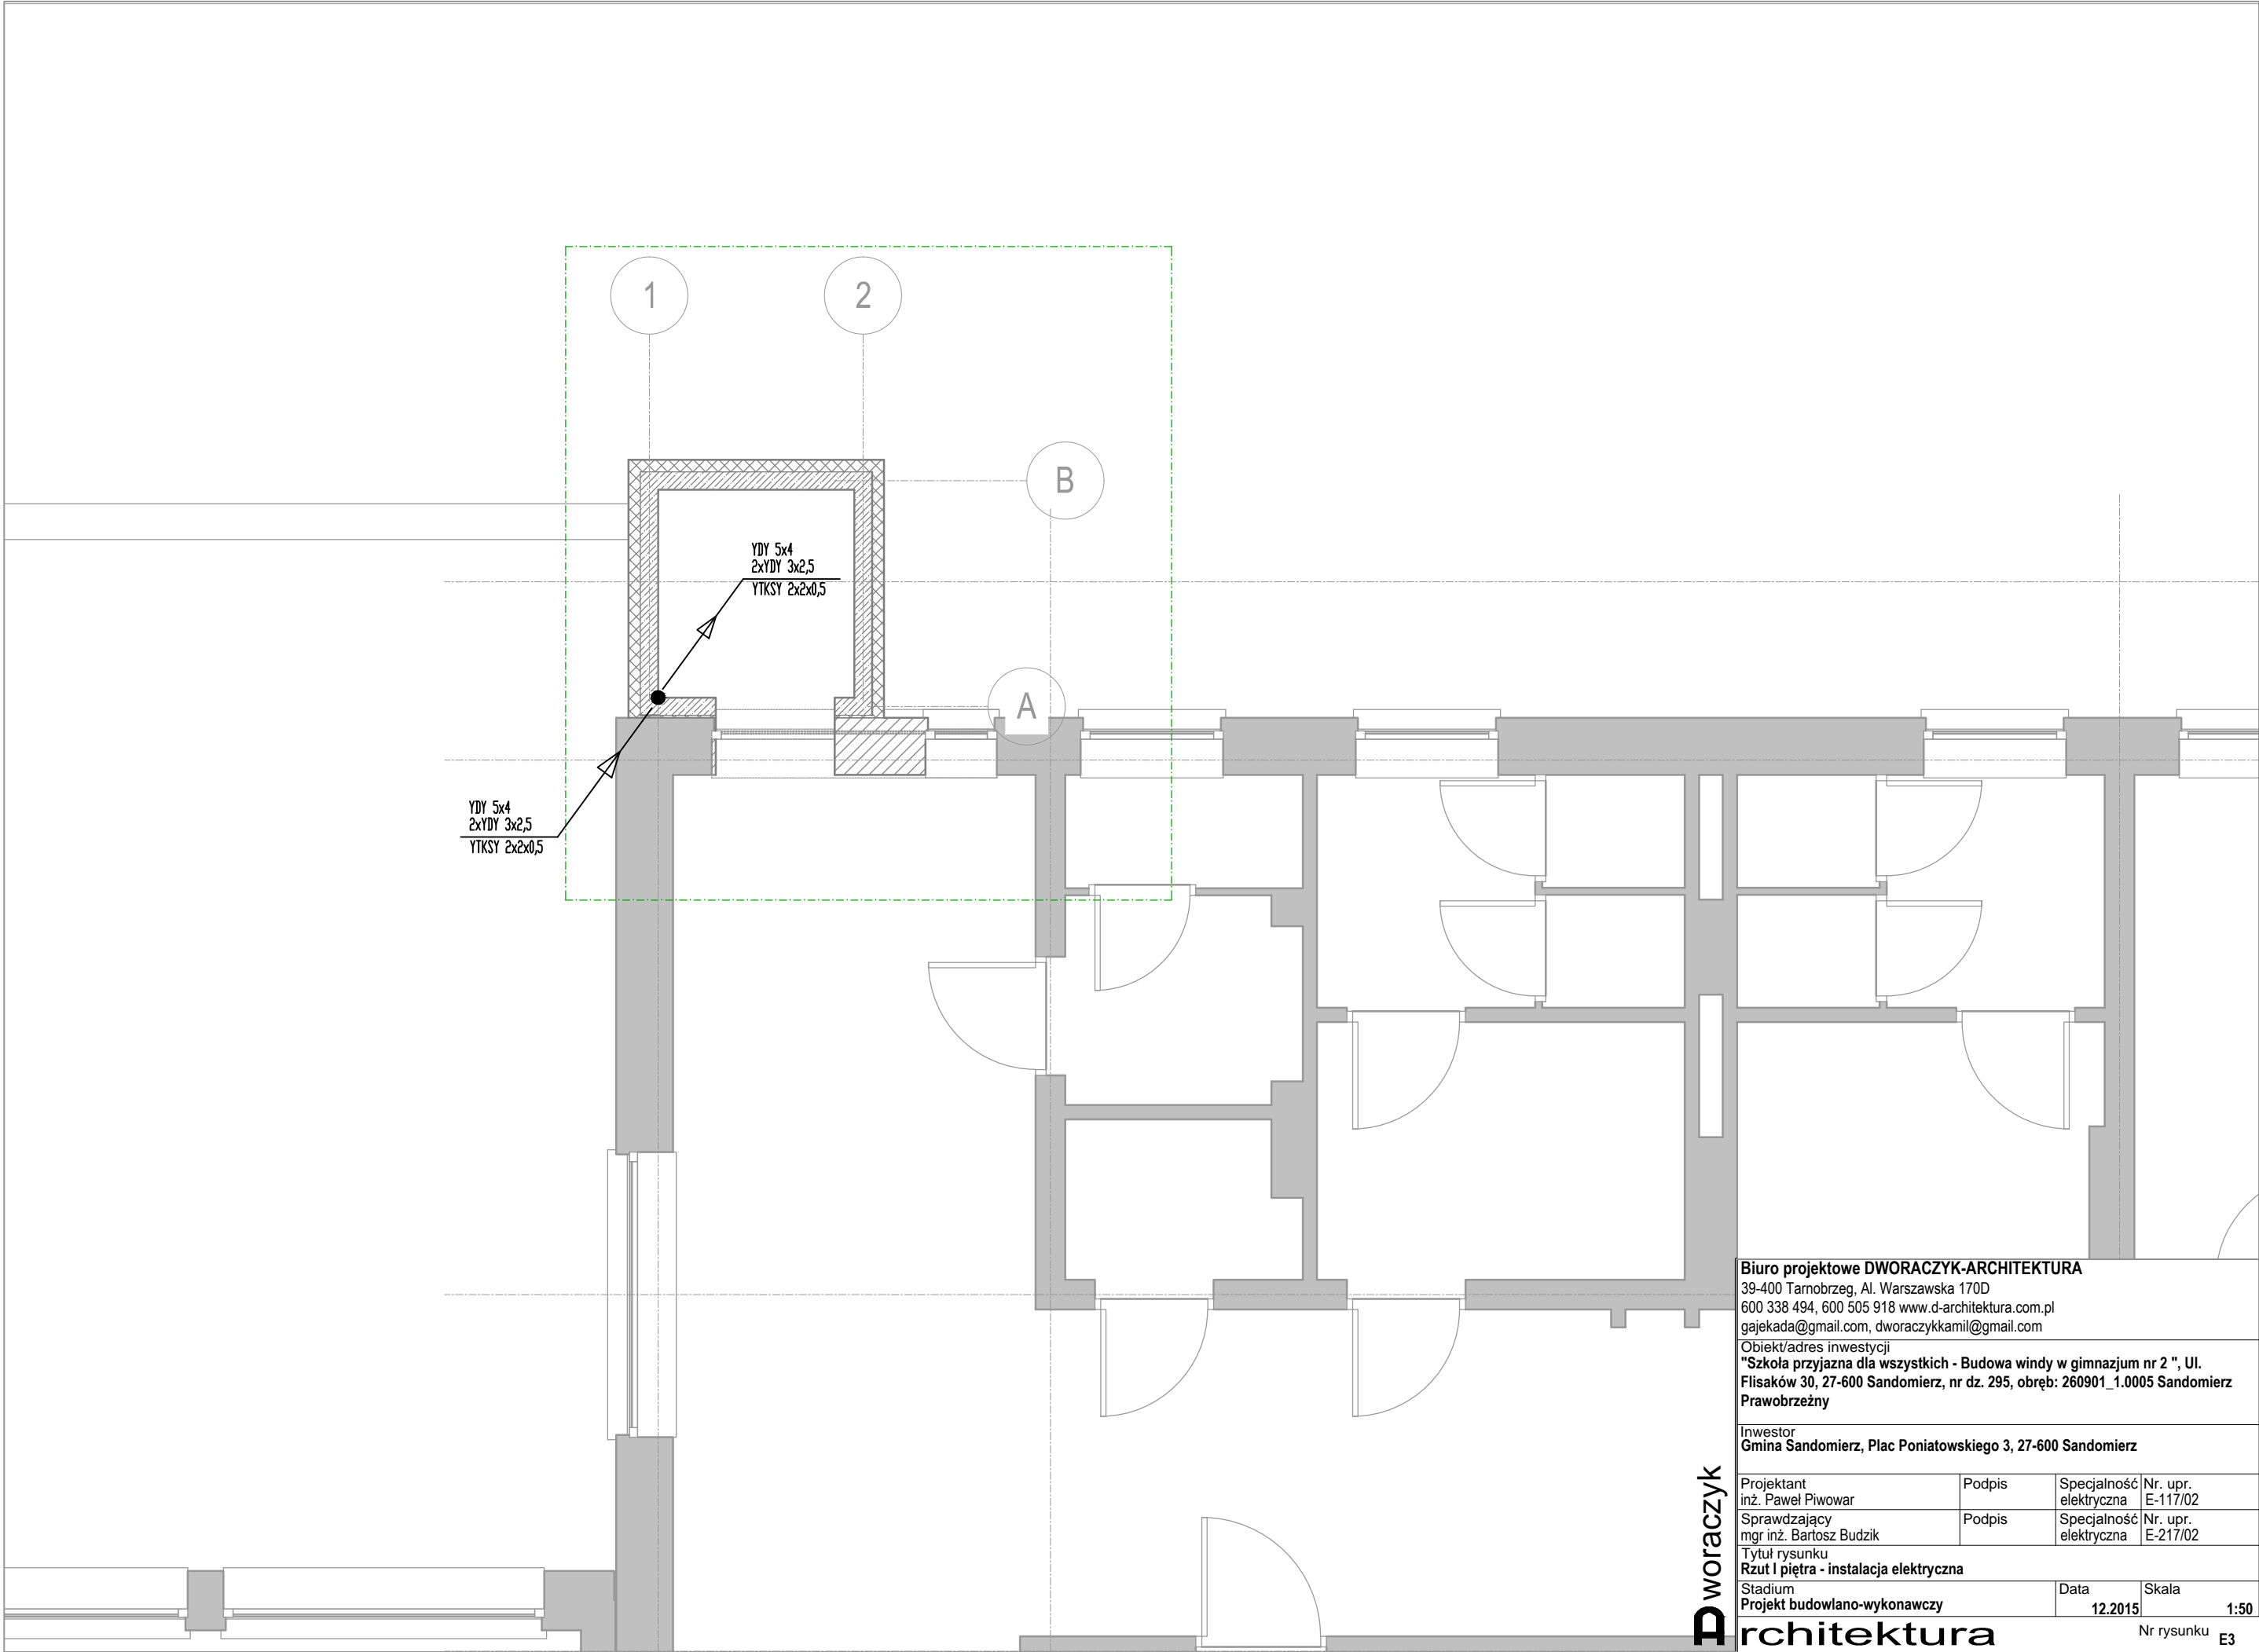 1
2
B
YDY 5x4
2xYDY 3x2,5
YTKSY 2x2x0,5
A
YDY 5x4
2xYDY 3x2,5
YTKSY 2x2x0,5
Biuro projektowe DWORACZYK-ARCHITEKTURA
39-400 Tarnobrzeg, Al. Warszawska 170D
600 338 494, 600 505 918 www.d-architektura.com.pl
gajekada@gmail.com, dworaczykkamil@gmail.com
Obiekt/adres inwestycji
"Szkoła przyjazna dla wszystkich - Budowa windy w gimnazjum nr 2 ", Ul.
Flisaków 30, 27-600 Sandomierz, nr dz. 295, obręb: 260901_1.0005 Sandomierz
Prawobrzeżny
Inwestor
Gmina Sandomierz, Plac Poniatowskiego 3, 27-600 Sandomierz
Projektant Podpis Specjalność Nr. upr.
inż. Paweł Piwowar elektryczna E-117/02
Sprawdzający Podpis Specjalność Nr. upr.
mgr inż. Bartosz Budzik elektryczna E-217/02
Tytuł rysunku
Rzut I piętra - instalacja elektryczna
Stadium Data Skala
Projekt budowlano-wykonawczy 12.2015 1:50
Dworaczyk
Architektura
Nr rysunku E3